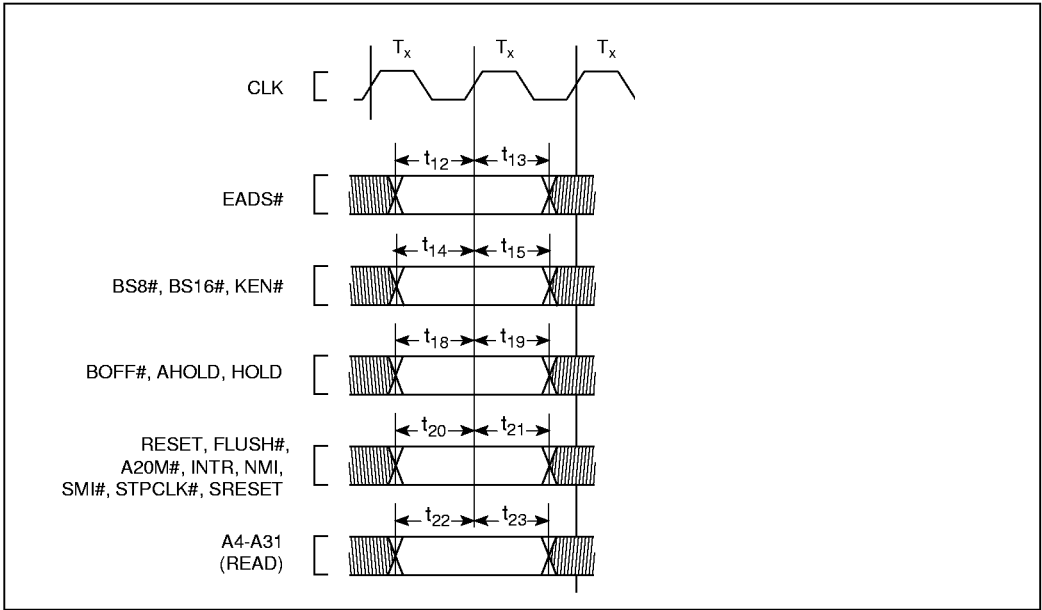 Tx Tx Tx
CLK
t12 t13
EADS#
t14 t15
BS8#, BS16#, KEN#
t18 t19
BOFF#, AHOLD, HOLD
t20 t21
RESET, FLUSH#,
A20M#, INTR, NMI,
SMI#, STPCLK#, SRESET
t22 t23
A4-A31
(READ)